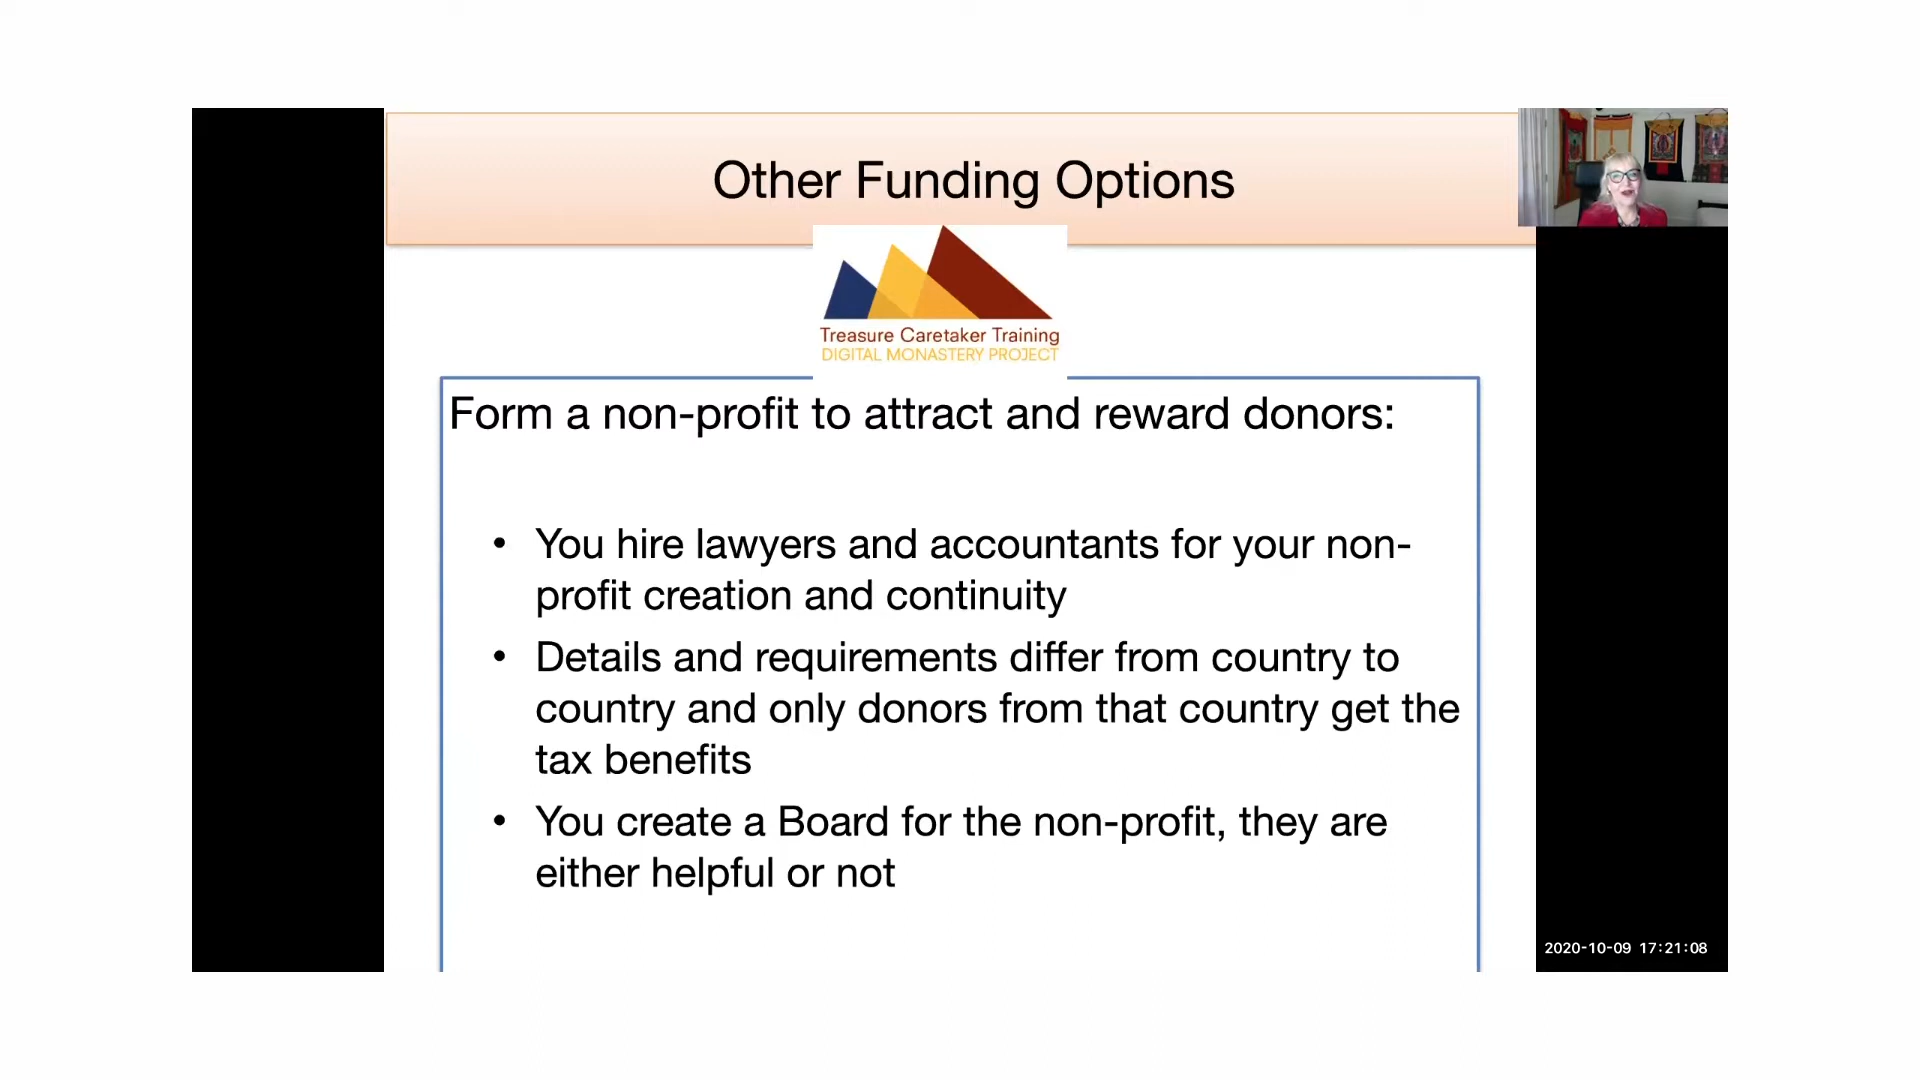 Other Funding Options
Treasure Caretaker Training
DIGITAL MONASTERY PROJECT
Form a non-profit to attract and reward donors:
• You hire lawyers and accountants for your non-
profit creation and continuity
• Details and requirements differ from country to
country and only donors from that country get the
tax benefits
• You create a Board for the non-profit, they are
either helpful or not
2020-10-09 17:21:08